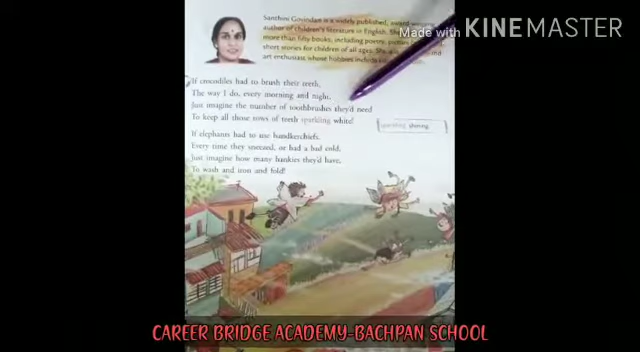 Made with KINEMASTER
Sanchini Govindan is a widely published, award
author of children's literature in English.
more than fifty books, including poetry,
short stories for children of all ages. She
art enthusiast whose hobbies include
If crocodiles had to brush their teeth,
The way I do, every morning and night,
Just imagine the number of toothbrushes they'd need
To keep all those rows of teeth sparkling white!
sparkling shining
If elephants had to use handkerchiefs,
Every time they sneezed, or had a bad cold,
Just imagine how many hankies they'd have,
To wash and iron and fold!
CAREER BRIDGE ACADEMY-BACHPAN SCHOOL